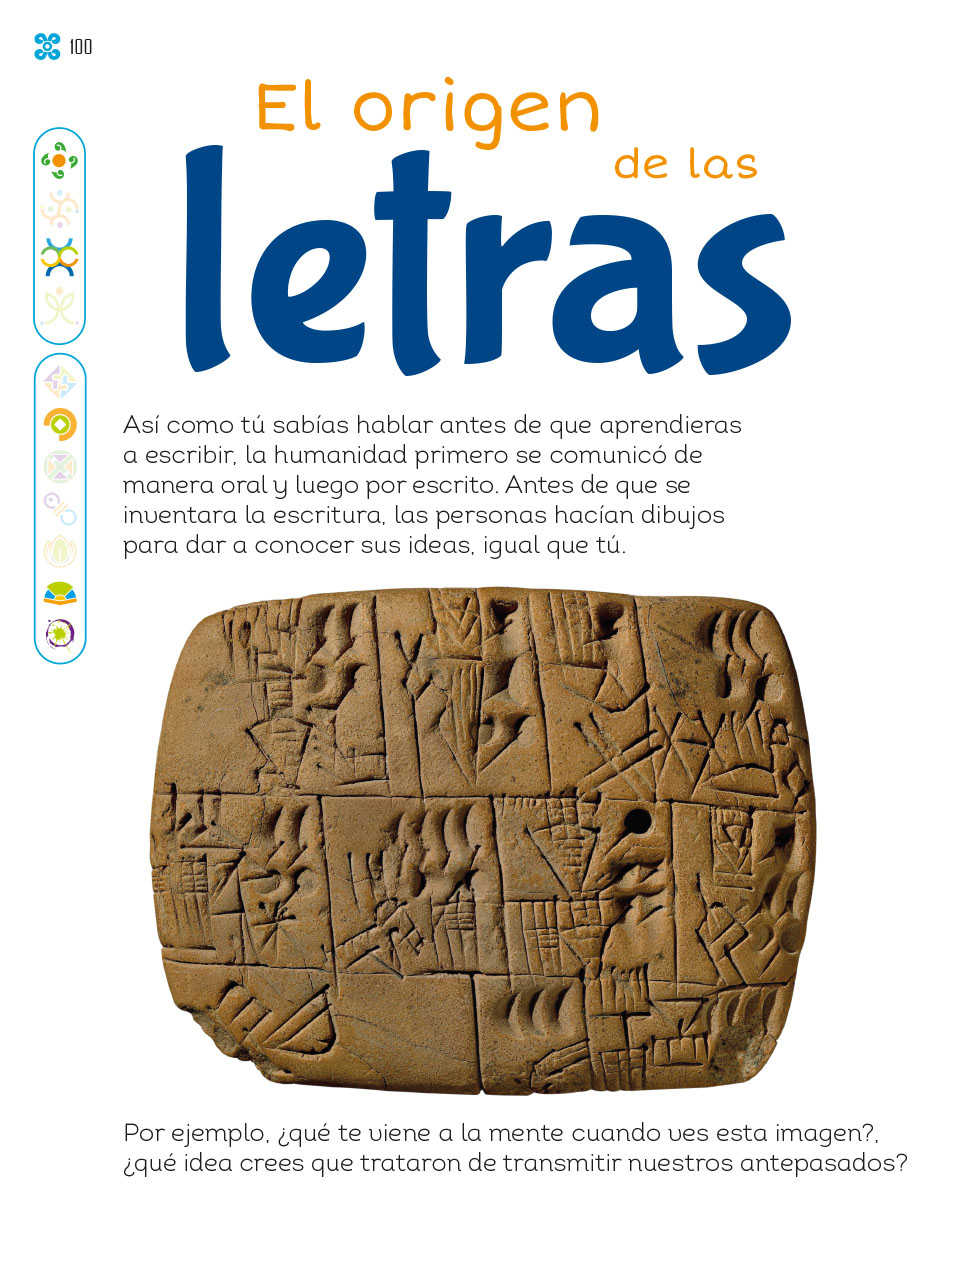 100
El origen
de las
letras
Así como tú sabías hablar antes de que aprendieras
a escribir, la humanidad primero se comunicó de
manera oral y luego por escrito. Antes de que se
inventara la escritura, las personas hacían dibujos
para dar a conocer sus ideas, igual que tú.
Por ejemplo, ¿qué te viene a la mente cuando ves esta imagen?,
¿qué idea crees que trataron de transmitir nuestros antepasados?